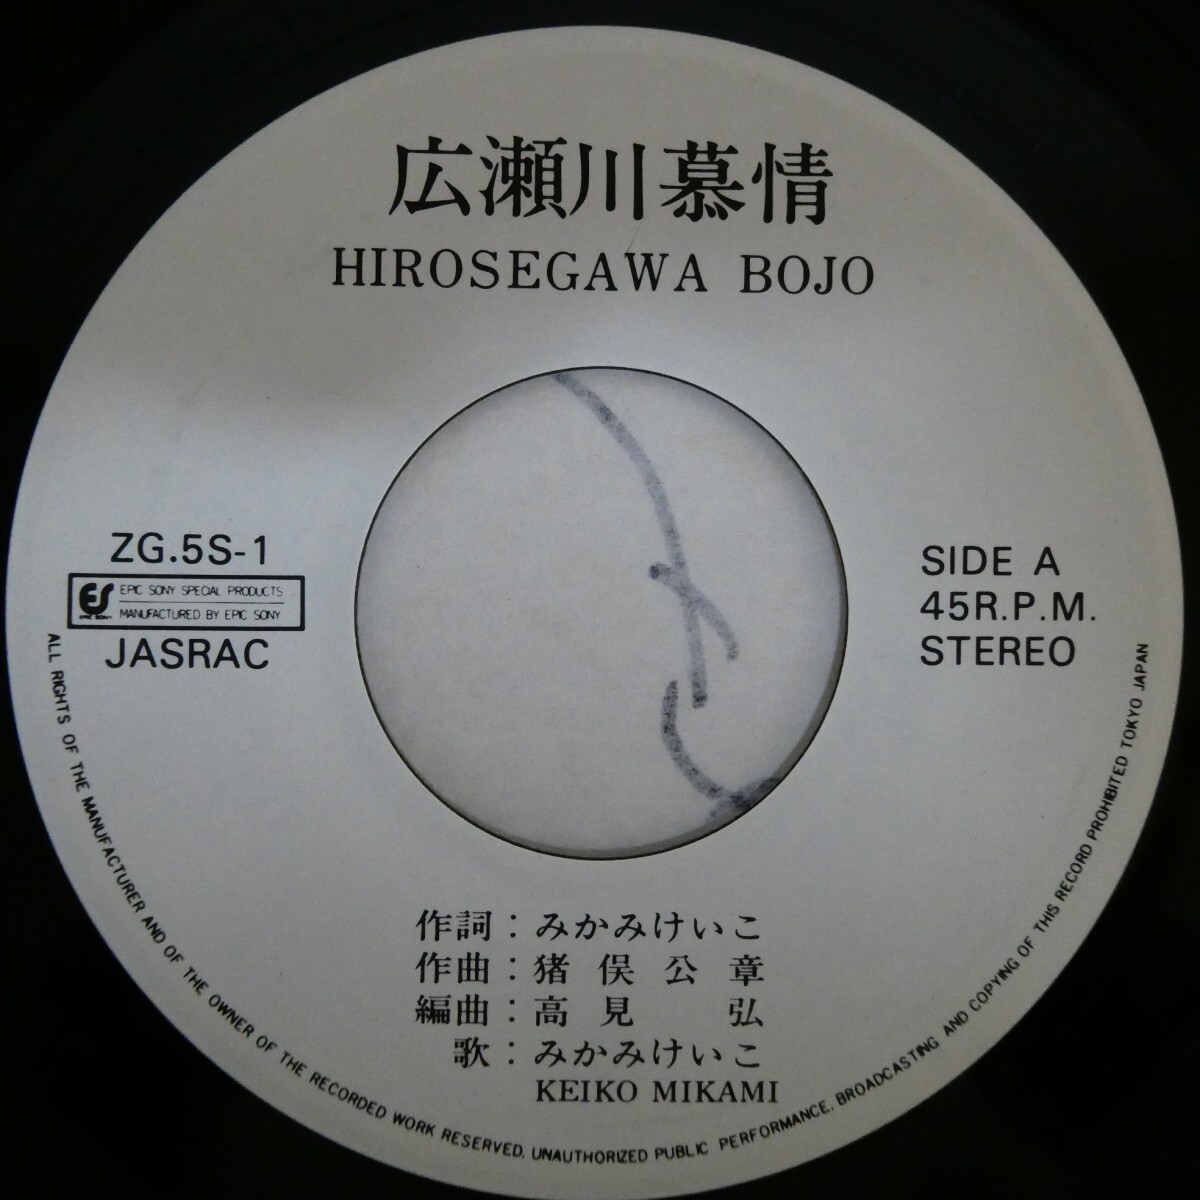 広瀬川慕情
HIROSEGAWA BOJO
ZG.5S-1
ES EPIC SONY SPECIAL PRODUCTS
EPIC SONY MANUFACTURED BY EPIC SONY
JASRAC
SIDE A
45R.P.M.
STEREO
作詞：みかみけいこ
作曲：猪俣公章
編曲：高見 弘
歌：みかみけいこ
KEIKO MIKAMI
ALL RIGHTS OF THE MANUFACTURER AND OF THE OWNER OF THE RECORDED WORK RESERVED, UNAUTHORIZED PUBLIC PERFORMANCE, BROADCASTING AND COPYING OF THIS RECORD PROHIBITED TOKYO JAPAN